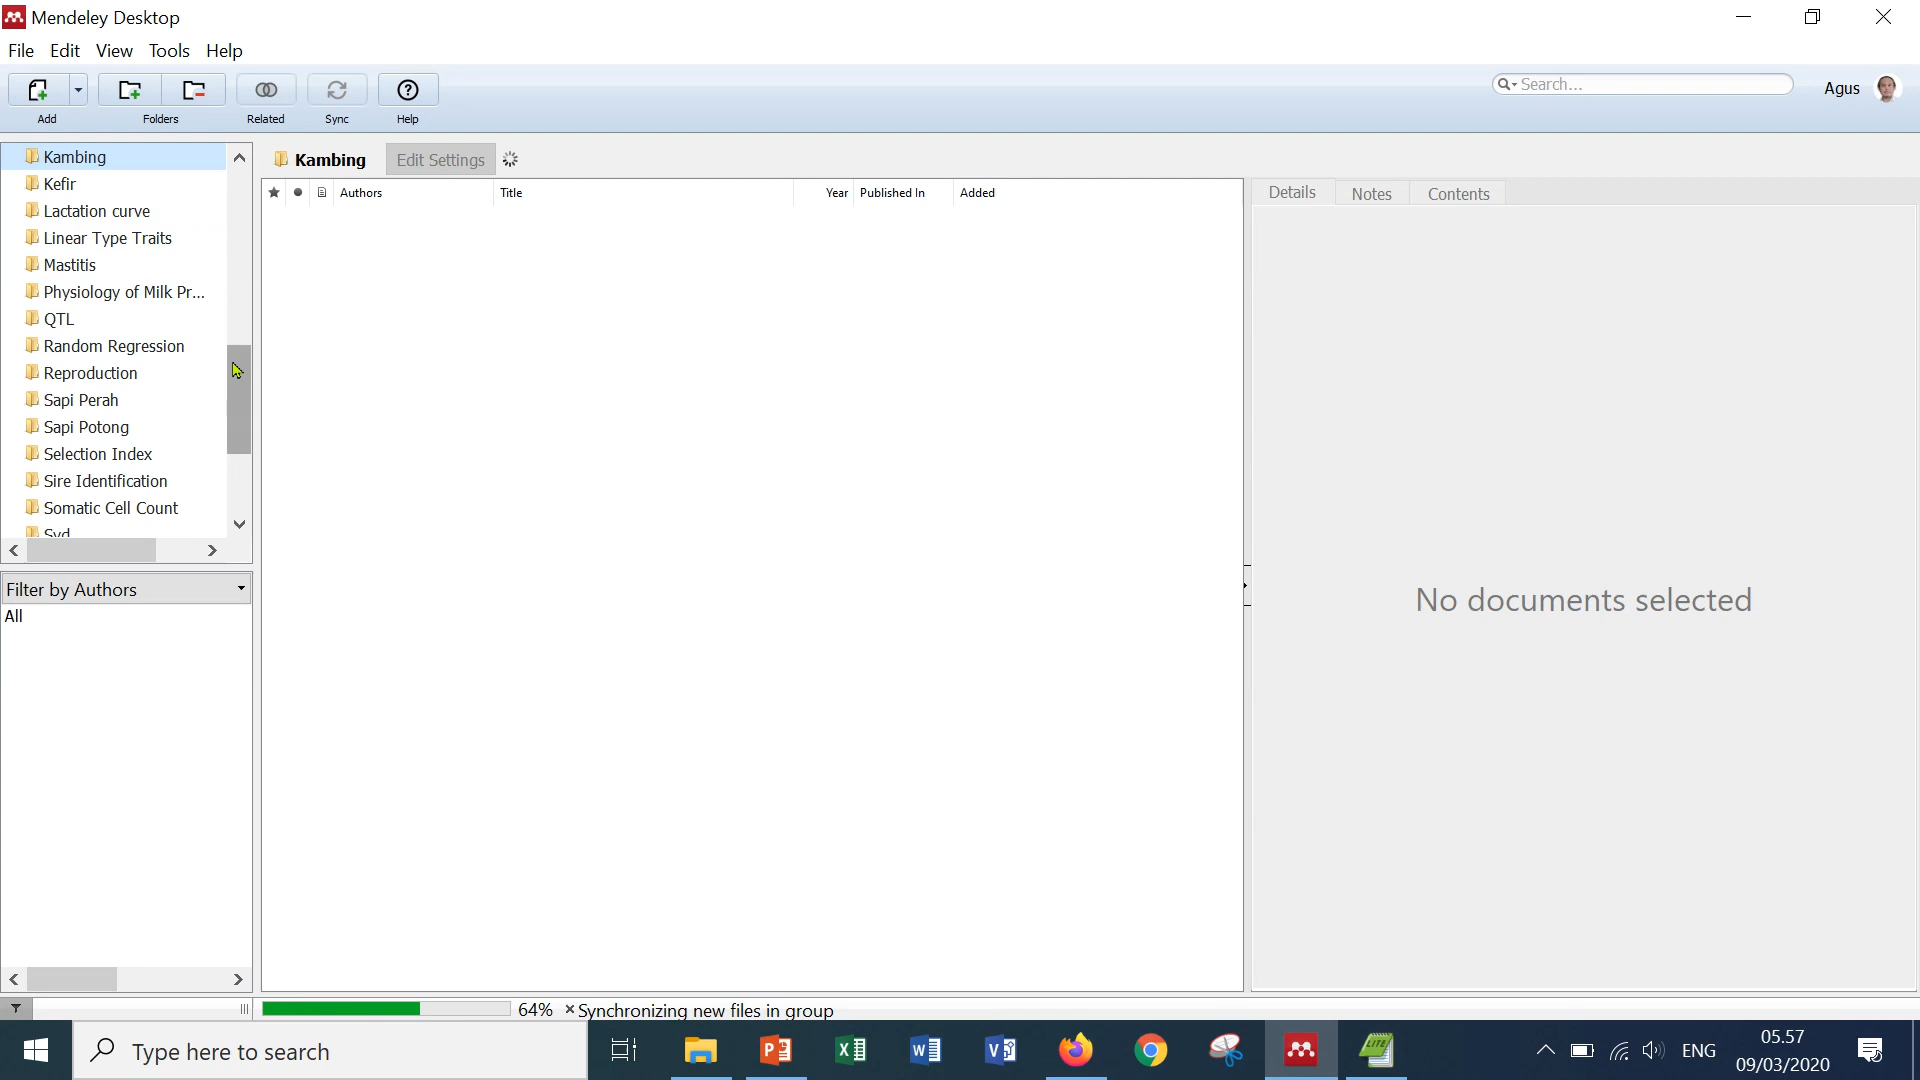 Mendeley Desktop
File Edit View Tools Help
Search...
Agus
Add
Folders
Related
Sync
Help
Kambing
Kefir
Lactation curve
Linear Type Traits
Mastitis
Physiology of Milk Pr...
QTL
Random Regression
Reproduction
Sapi Perah
Sapi Potong
Selection Index
Sire Identification
Somatic Cell Count
Svd
Filter by Authors
All
Kambing
Edit Settings
Authors Title Year Published In Added
Details Notes Contents
No documents selected
64% Synchronizing new files in group
Type here to search
LITE
ENG
05.57
09/03/2020